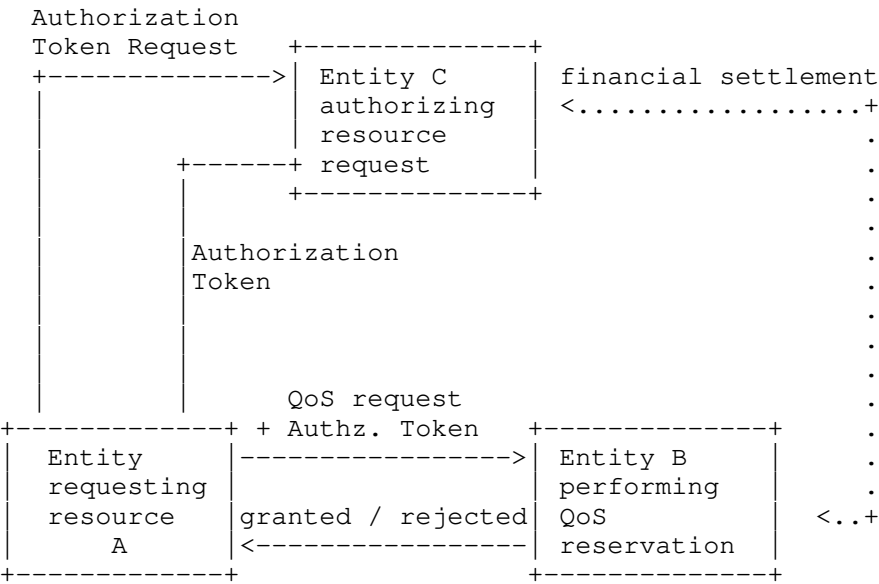 Authorization
Token Request
Entity C
authorizing
resource
request
financial settlement
Authorization
Token
QoS request
+ Authz. Token
Entity
requesting
resource
A
granted / rejected
Entity B
performing
QoS
reservation